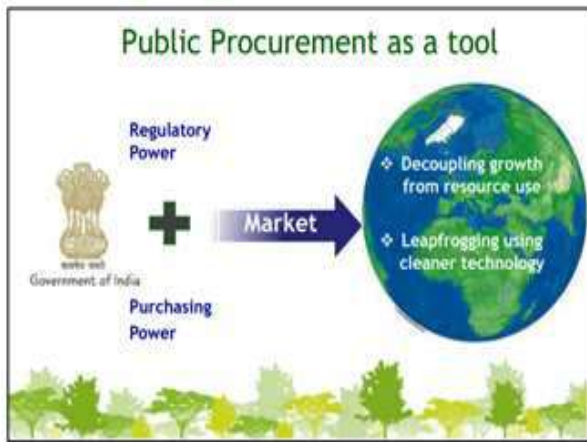 Public Procurement as a tool
Regulatory
Power
Market
❖ Decoupling growth
from resource use
❖ Leapfrogging using
cleaner technology
Government of India
Purchasing
Power